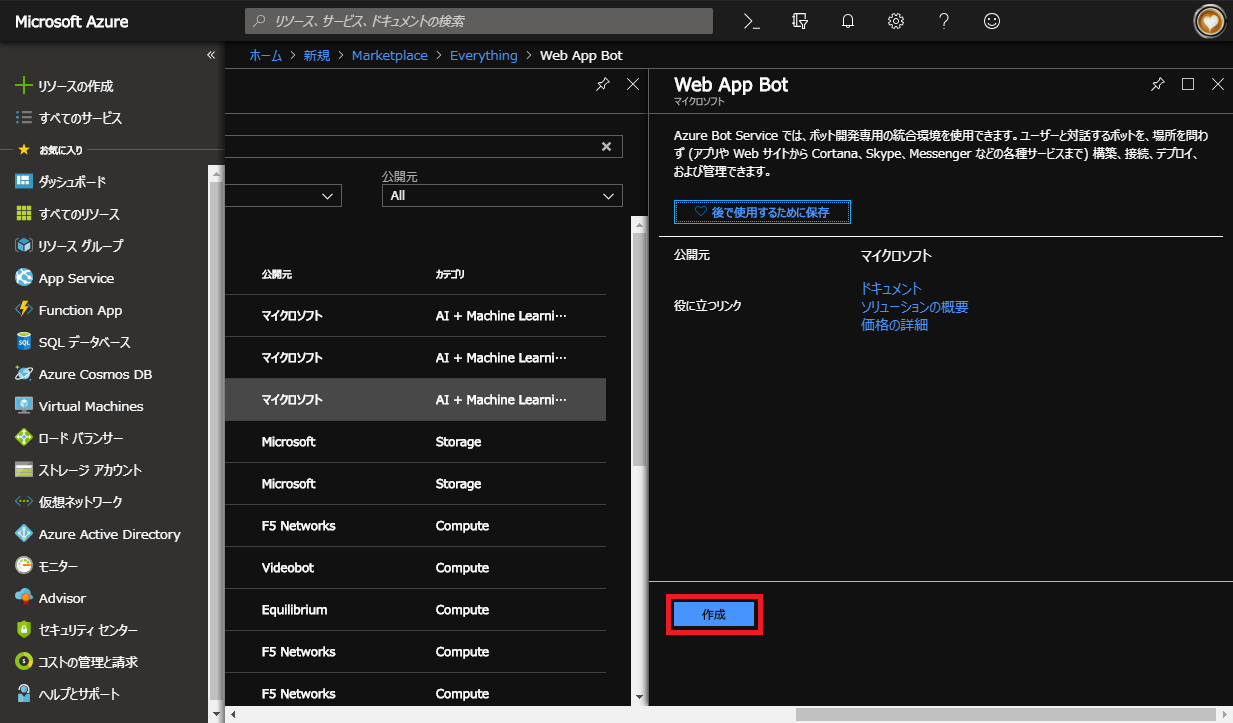 Microsoft Azure
リソース、サービス、ドキュメントの検索
ホーム > 新規 > Marketplace > Everything > Web App Bot
リソースの作成
すべてのサービス
お気に入り
ダッシュボード
すべてのリソース
リソース グループ
App Service
Function App
SQL データベース
Azure Cosmos DB
Virtual Machines
ロード バランサー
ストレージ アカウント
仮想ネットワーク
Azure Active Directory
モニター
Advisor
セキュリティ センター
コストの管理と請求
ヘルプとサポート
公開元
All
公開元 カテゴリ
マイクロソフト AI + Machine Learni…
マイクロソフト AI + Machine Learni…
マイクロソフト AI + Machine Learni…
Microsoft Storage
Microsoft Storage
F5 Networks Compute
Videobot Compute
Equilibrium Compute
F5 Networks Compute
F5 Networks Compute
Web App Bot
マイクロソフト
Azure Bot Service では、ボット開発専用の統合環境を使用できます。ユーザーと対話するボットを、場所を問わ
ず (アプリや Web サイトから Cortana、Skype、Messenger などの各種サービスまで) 構築、接続、デプロイ、
および管理できます。
後で使用するために保存
公開元 マイクロソフト
役に立つリンク
ドキュメント
ソリューションの概要
価格の詳細
作成